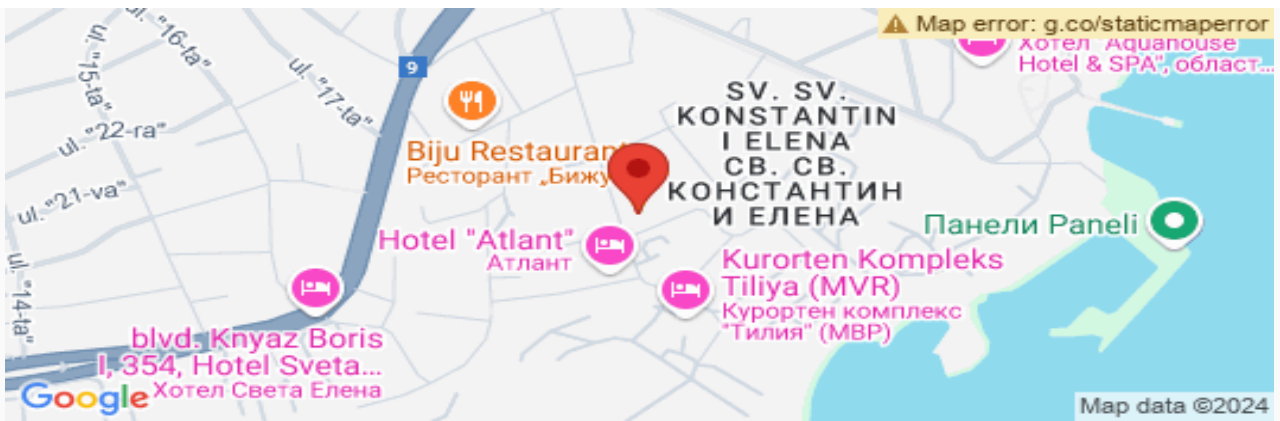 Map error: g.co/staticmaperror
ul. "16-ta"
ul. "15-ta"
ul. "17-ta"
9
Хотел "Aquahouse
Hotel & SPA", област...
SV. SV.
KONSTANTIN
I ELENA
СВ. СВ.
КОНСТАНТИН
И ЕЛЕНА
ul. "22-ra"
Biju Restaurant
Ресторант „Бижу
ul. "21-va"
Панели Paneli
Hotel "Atlant"
Атлант
ul. "14-ta"
Kurorten Kompleks
Tiliya (MVR)
Курортен комплекс
"Тилия" (МВР)
blvd. Knyaz Boris
I, 354, Hotel Sveta...
Хотел Света Елена
Google
Map data ©2024